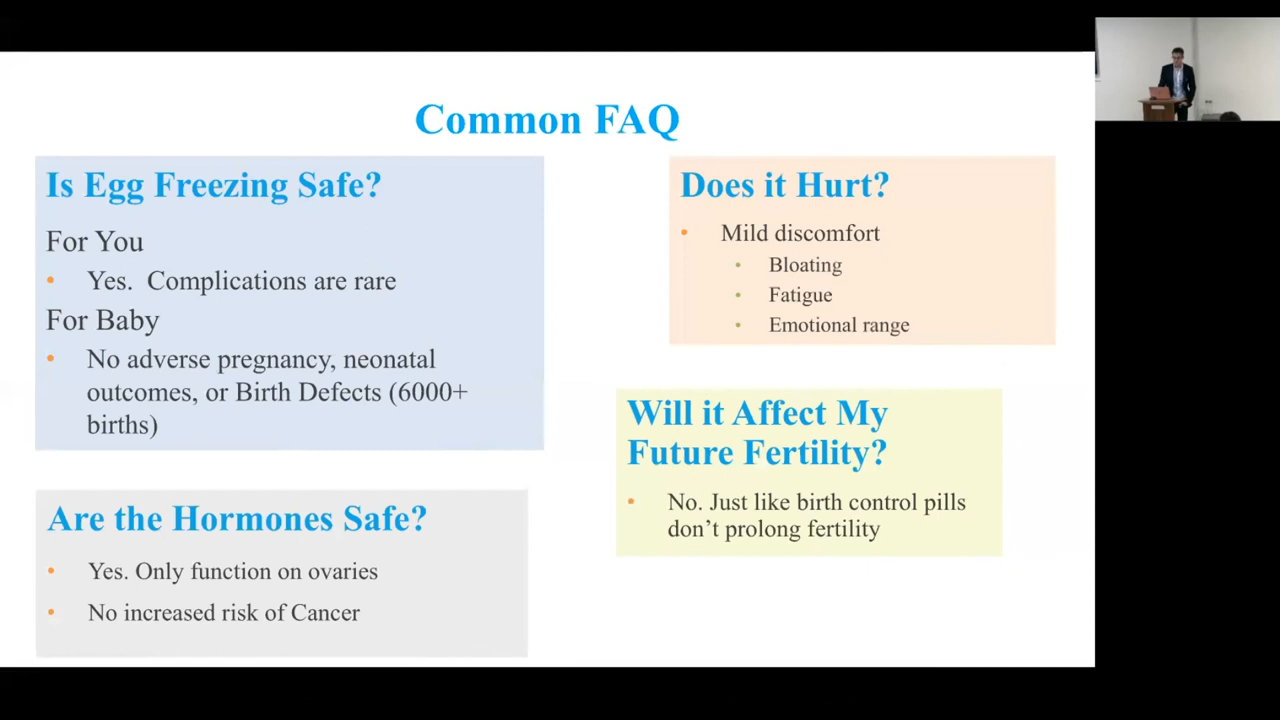 Common FAQ
Is Egg Freezing Safe?
For You
• Yes.  Complications are rare
For Baby
• No adverse pregnancy, neonatal
outcomes, or Birth Defects (6000+
births)
Are the Hormones Safe?
• Yes. Only function on ovaries
• No increased risk of Cancer
Does it Hurt?
• Mild discomfort
• Bloating
• Fatigue
• Emotional range
Will it Affect My
Future Fertility?
• No. Just like birth control pills
don’t prolong fertility